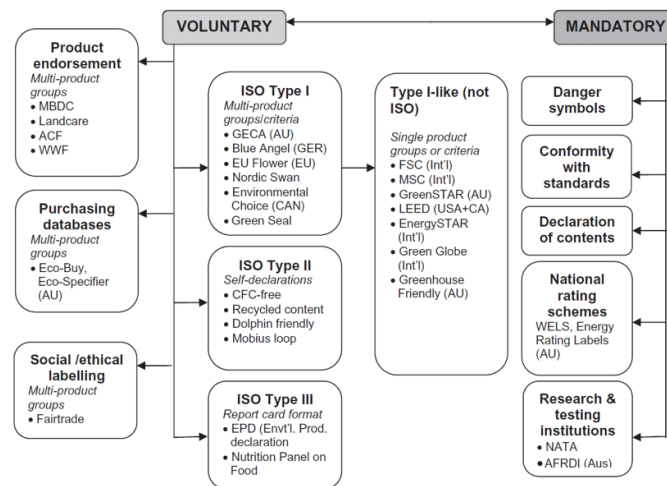 VOLUNTARY
MANDATORY
Product
endorsement
Multi-product
groups
• MBDC
• Landcare
• ACF
• WWF
Purchasing
databases
Multi-product
groups
• Eco-Buy,
Eco-Specifier
(AU)
Social /ethical
labelling
Multi-product
groups
• Fairtrade
ISO Type I
Multi-product
groups/criteria
• GECA (AU)
• Blue Angel (GER)
• EU Flower (EU)
• Nordic Swan
• Environmental
Choice (CAN)
• Green Seal
ISO Type II
Self-declarations
• CFC-free
• Recycled content
• Dolphin friendly
• Mobius loop
ISO Type III
Report card format
• EPD (Envt'l. Prod.
declaration
• Nutrition Panel on
Food
Type I-like (not
ISO)
Single product
groups or criteria
• FSC (Int'l)
• MSC (Int'l)
• GreenSTAR (AU)
• LEED (USA+CA)
• EnergySTAR
(Int'l)
• Green Globe
(Int'l)
• Greenhouse
Friendly (AU)
Danger
symbols
Conformity
with
standards
Declaration
of contents
National
rating
schemes
WELS, Energy
Rating Labels
(AU)
Research &
testing
institutions
• NATA
• AFRDI (Aus)